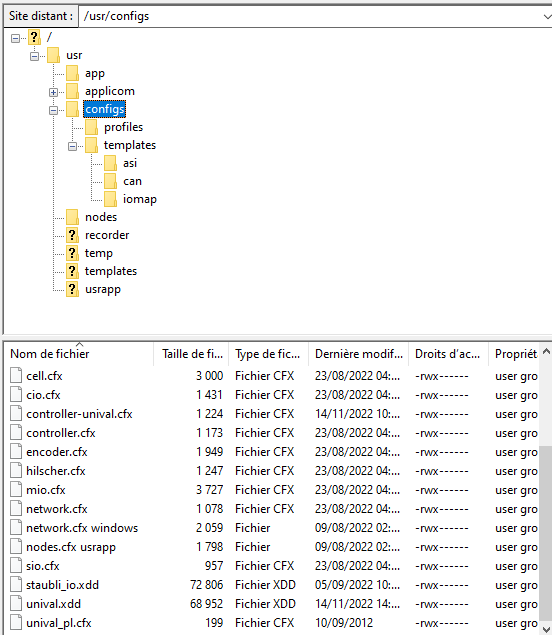 Site distant : /usr/configs
/
usr
app
applicom
configs
profiles
templates
asi
can
iomap
nodes
recorder
temp
templates
usrapp
Nom de fichier Taille de fi... Type de fic... Dernière modif... Droits d'ac... Propriét
cell.cfx 3 000 Fichier CFX 23/08/2022 04:... -rwx------ user gro
cio.cfx 1 431 Fichier CFX 23/08/2022 04:... -rwx------ user gro
controller-unival.cfx 1 224 Fichier CFX 14/11/2022 10:... -rwx------ user gro
controller.cfx 1 173 Fichier CFX 23/08/2022 04:... -rwx------ user gro
encoder.cfx 1 949 Fichier CFX 23/08/2022 04:... -rwx------ user gro
hilscher.cfx 1 247 Fichier CFX 23/08/2022 04:... -rwx------ user gro
mio.cfx 3 727 Fichier CFX 23/08/2022 04:... -rwx------ user gro
network.cfx 1 078 Fichier CFX 23/08/2022 04:... -rwx------ user gro
network.cfx windows 2 059 Fichier 09/08/2022 02:... -rwx------ user gro
nodes.cfx usrapp 1 798 Fichier 09/08/2022 02:... -rwx------ user gro
sio.cfx 957 Fichier CFX 23/08/2022 04:... -rwx------ user gro
staubli_io.xdd 72 806 Fichier XDD 05/09/2022 10:... -rwx------ user gro
unival.xdd 68 952 Fichier XDD 14/11/2022 14:... -rwx------ user gro
unival_pl.cfx 199 Fichier CFX 10/09/2012 -rwx------ user gro